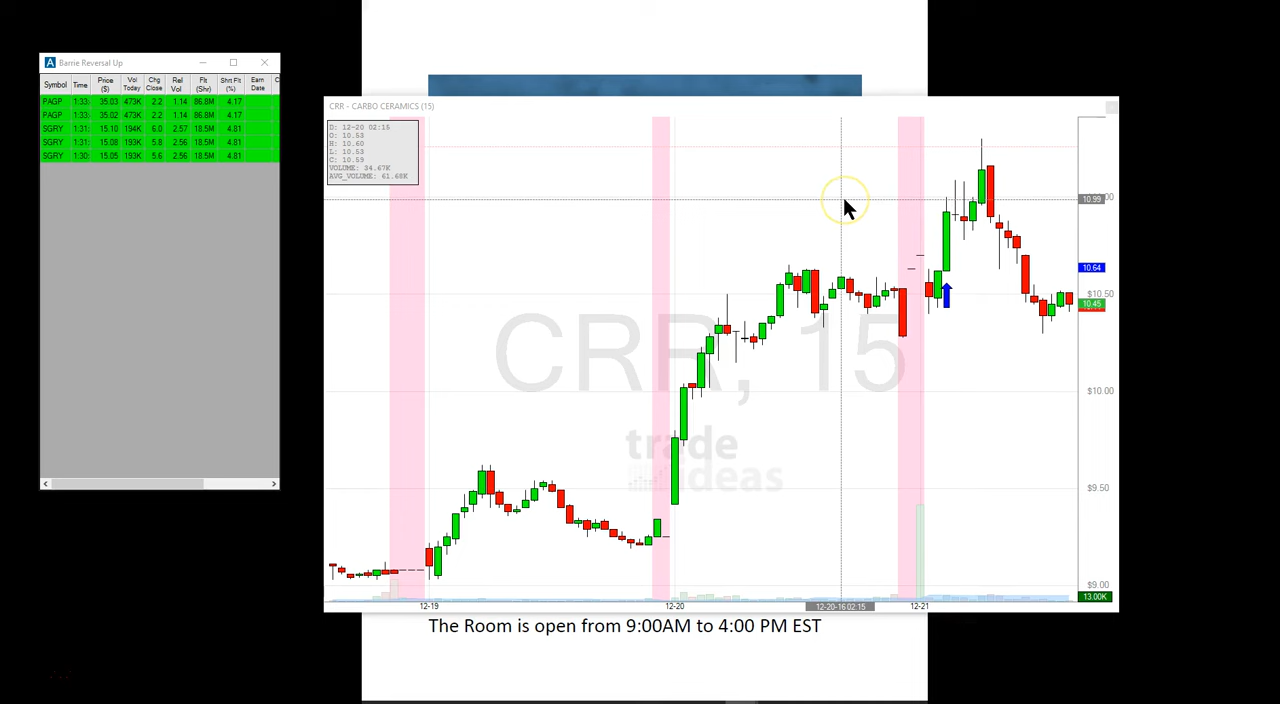 Barrie Reversal Up
Symbol Time Price ($) Vol Today Chg Close Rel Vol Flt (Shr) Shrt Flt (%) Earn Date C
PAGP 1:33: 35.03 473K 2.2 1.14 86.8M 4.17
PAGP 1:33: 35.02 473K 2.2 1.14 86.8M 4.17
SGRY 1:31: 15.10 194K 6.0 2.57 18.5M 4.81
SGRY 1:31: 15.08 193K 5.8 2.56 18.5M 4.81
SGRY 1:30: 15.05 193K 5.6 2.56 18.5M 4.81
CRR - CARBO CERAMICS (15)
D: 12-20 02:15
O: 10.53
H: 10.60
L: 10.53
C: 10.59
VOLUME: 34.67K
AVG_VOLUME: 61.68K
10.99
10.64
$10.50
10.45
CRR, 15
$10.00
trade
ideas
$9.50
$9.00
13.00K
12-19 12-20 12-20-16 02:15 12-21
The Room is open from 9:00AM to 4:00 PM EST